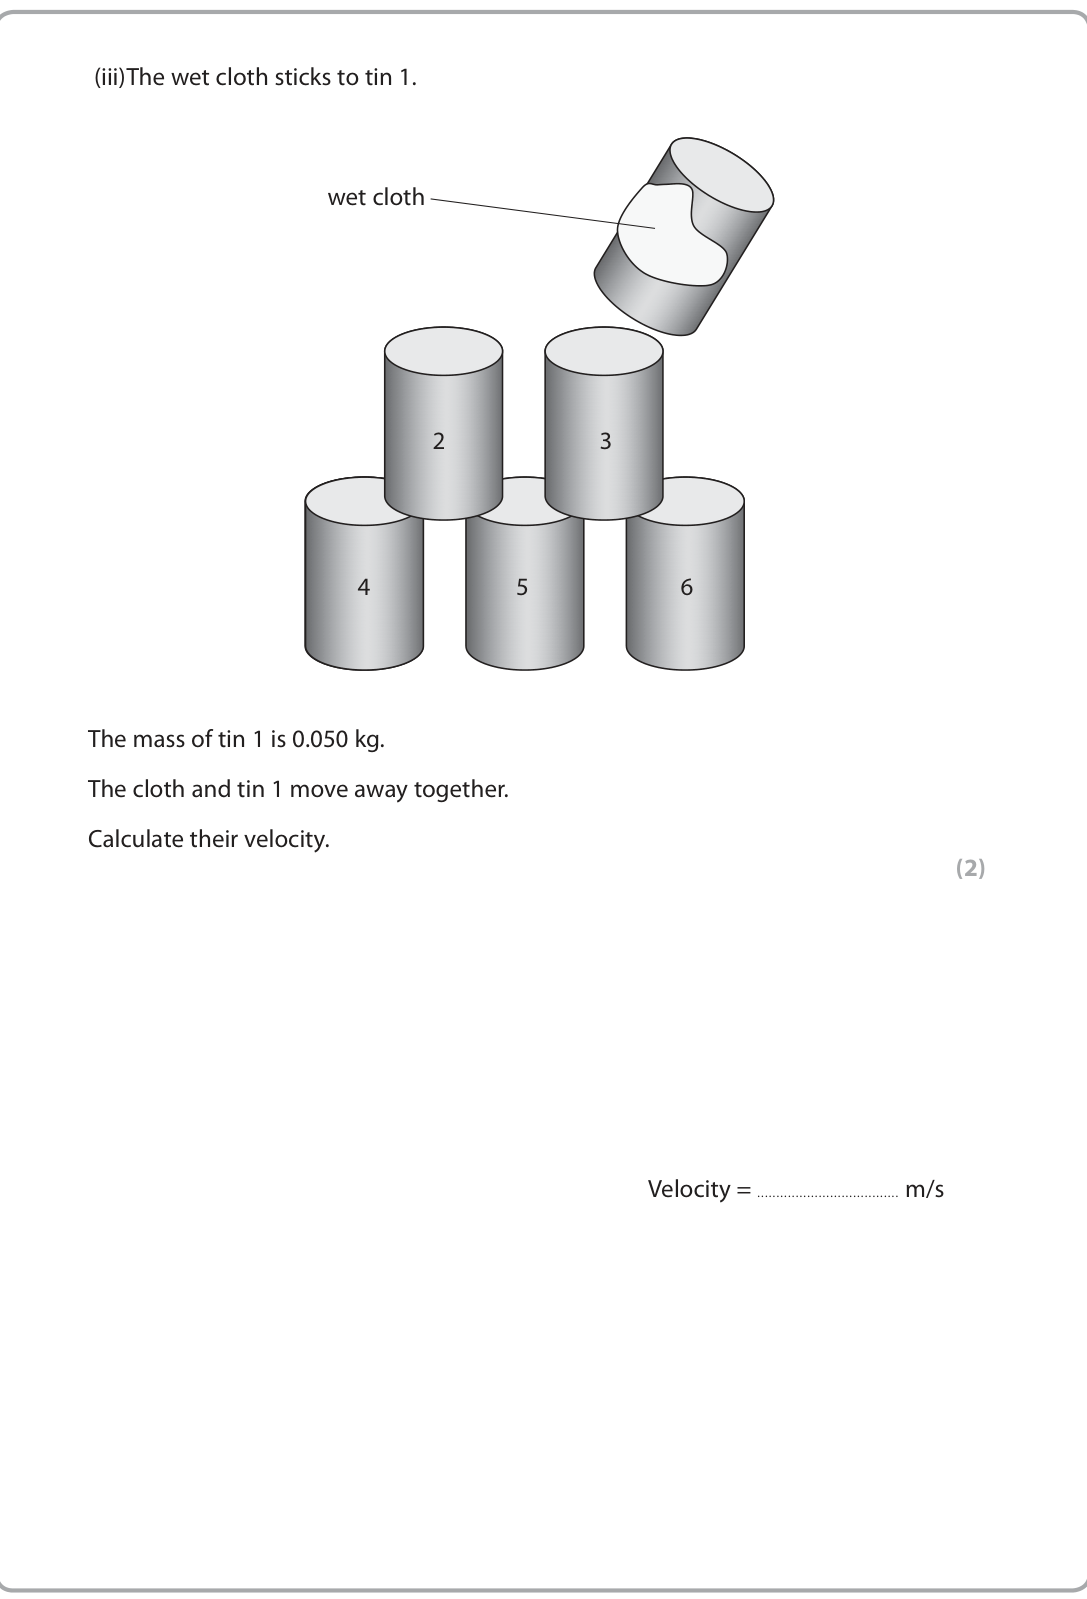 (iii)The wet cloth sticks to tin 1.
wet cloth
2
3
4
5
6
The mass of tin 1 is 0.050 kg.
The cloth and tin 1 move away together.
Calculate their velocity.
(2)
Velocity = .................................... m/s